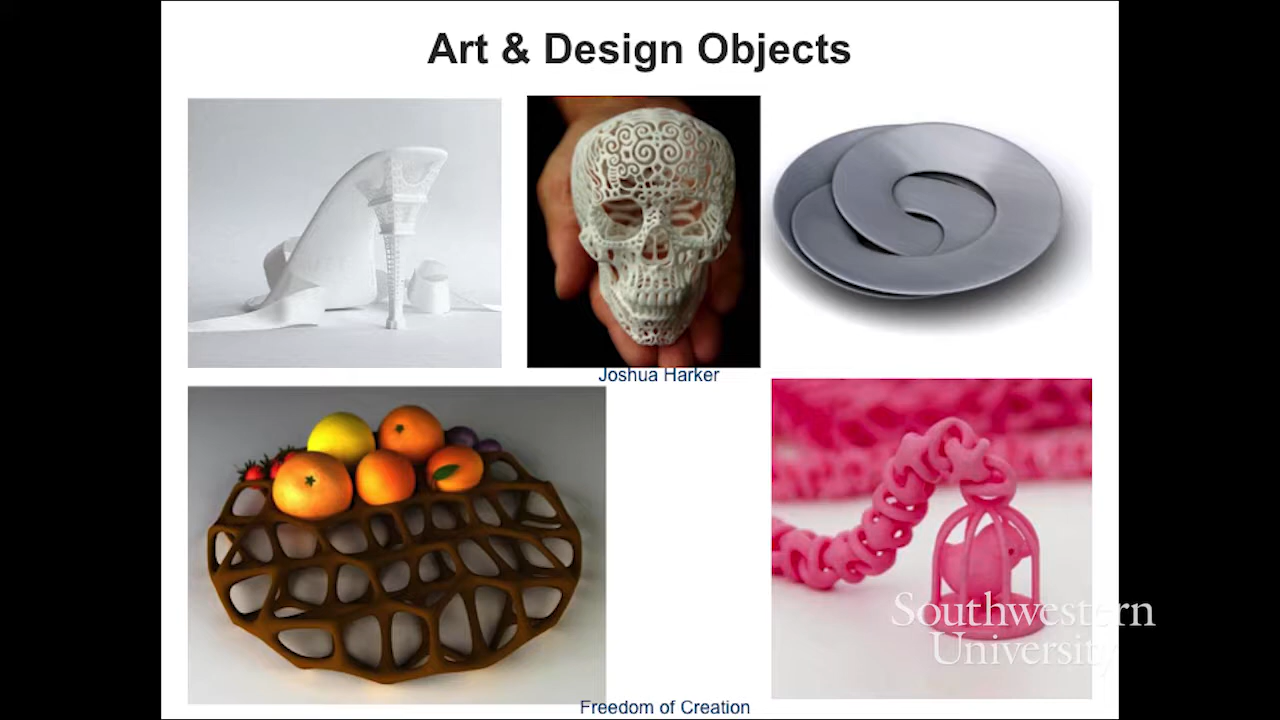 Art & Design Objects
Joshua Harker
Freedom of Creation
Southwestern
University